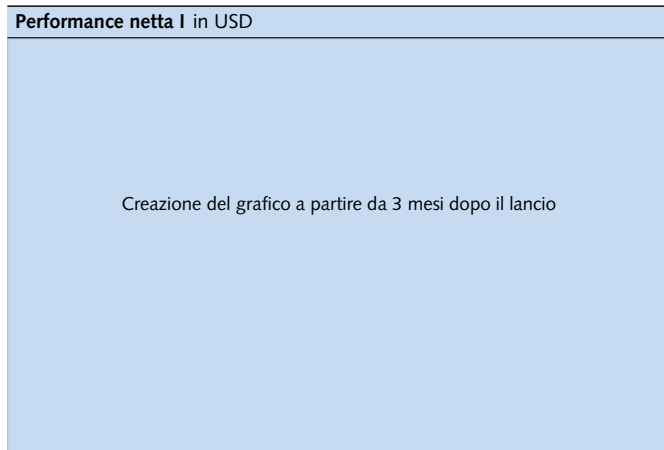 Performance netta I in USD
Creazione del grafico a partire da 3 mesi dopo il lancio